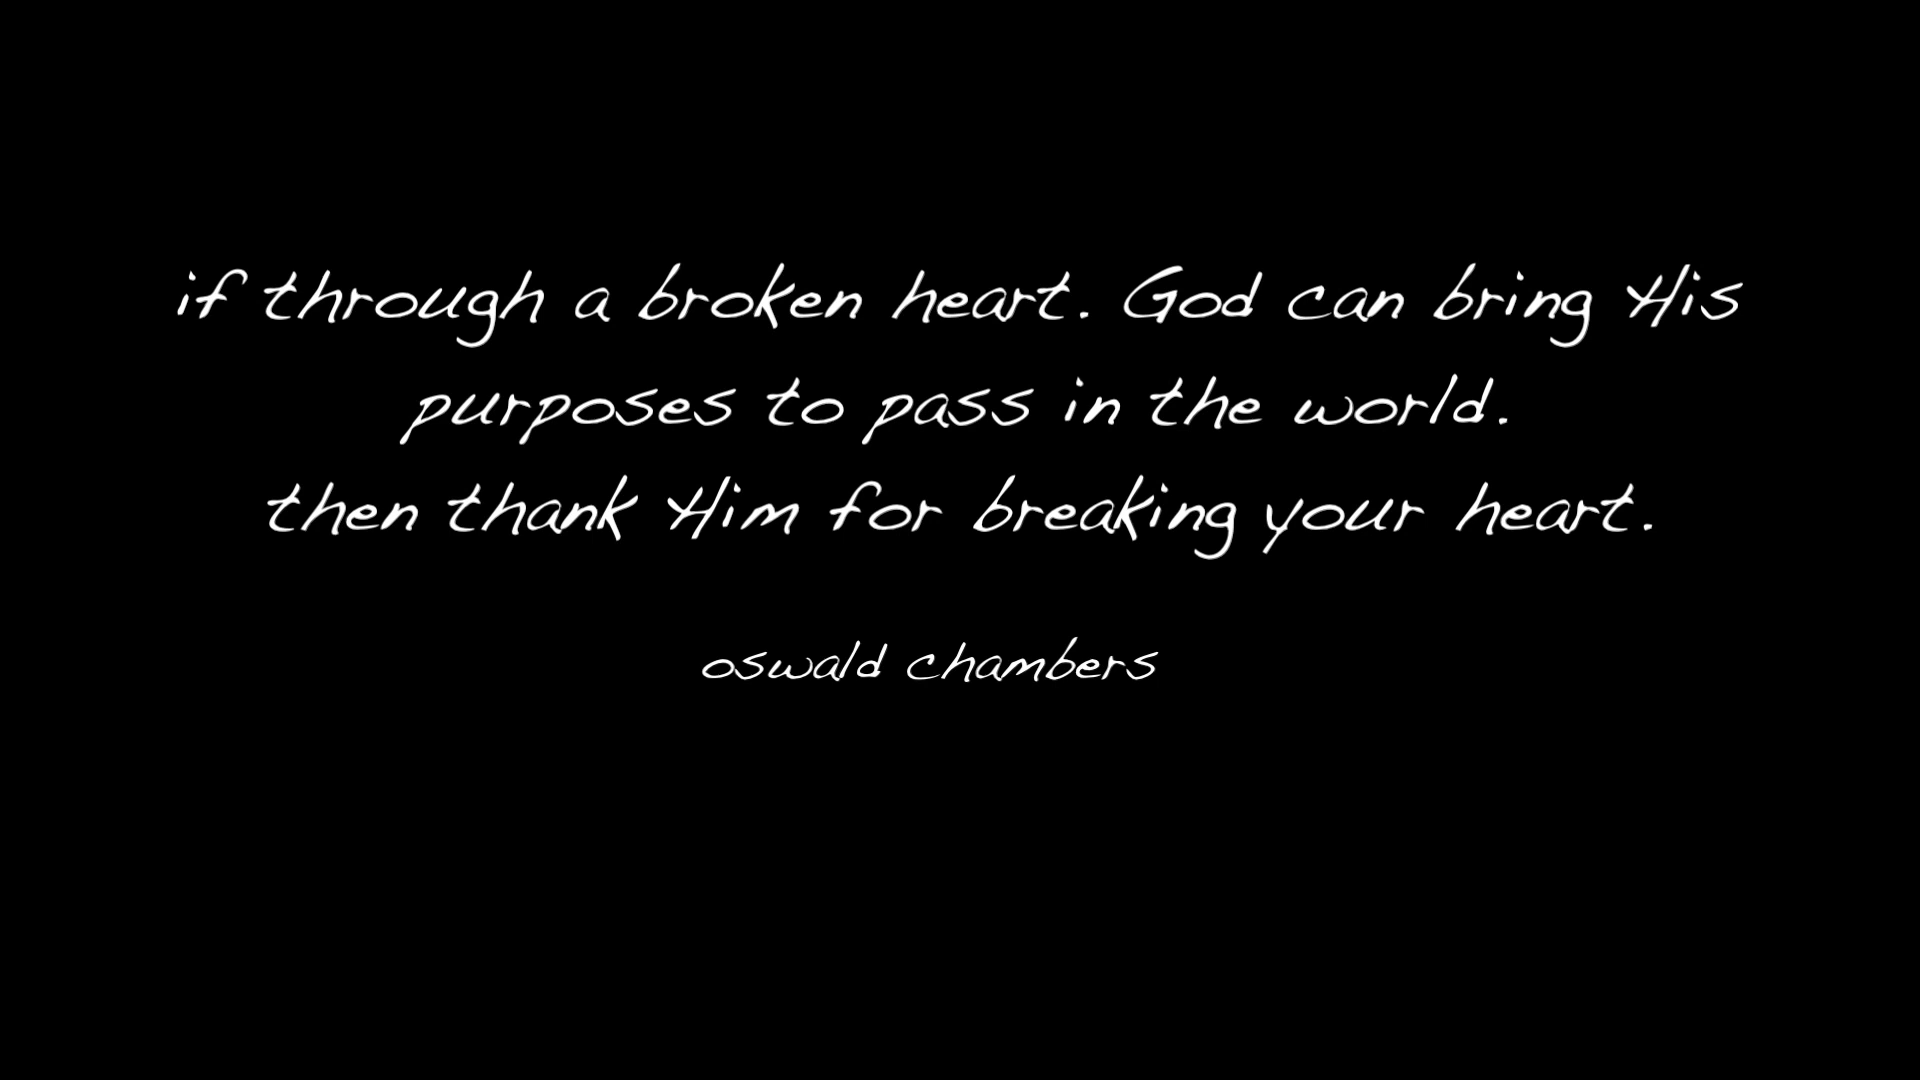 if through a broken heart. God can bring His
purposes to pass in the world.
then thank Him for breaking your heart.
oswald chambers